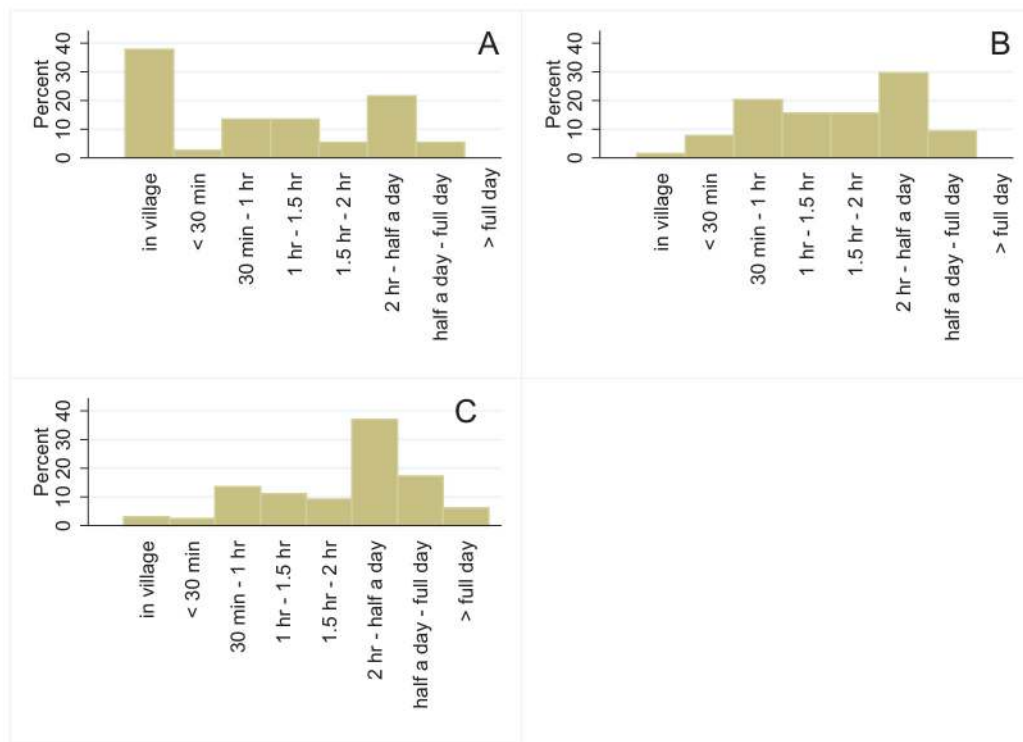 A
Percent
40
30
20
10
0
in village
< 30 min
30 min - 1 hr
1 hr - 1.5 hr
1.5 hr - 2 hr
2 hr - half a day
half a day - full day
> full day
B
Percent
40
30
20
10
0
in village
< 30 min
30 min - 1 hr
1 hr - 1.5 hr
1.5 hr - 2 hr
2 hr - half a day
half a day - full day
> full day
C
Percent
40
30
20
10
0
in village
< 30 min
30 min - 1 hr
1 hr - 1.5 hr
1.5 hr - 2 hr
2 hr - half a day
half a day - full day
> full day